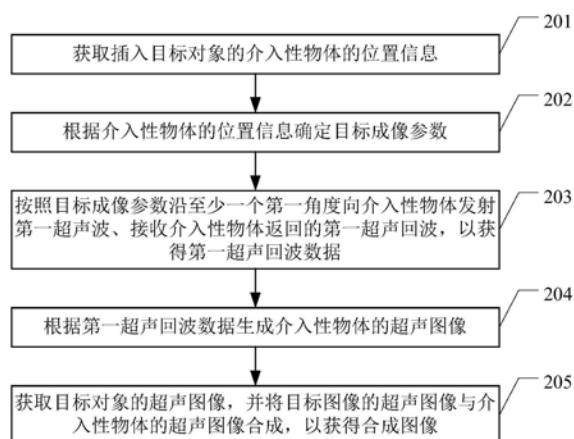 201
获取插入目标对象的介入性物体的位置信息
202
根据介入性物体的位置信息确定目标成像参数
203
按照目标成像参数沿至少一个第一角度向介入性物体发射
第一超声波、接收介入性物体返回的第一超声回波，以获
得第一超声回波数据
204
根据第一超声回波数据生成介入性物体的超声图像
205
获取目标对象的超声图像，并将目标图像的超声图像与介
入性物体的超声图像合成，以获得合成图像